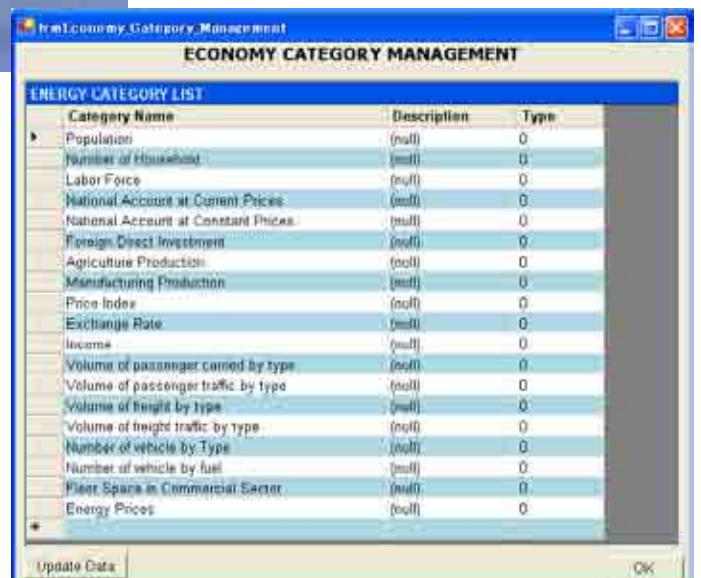 frmEconomy_Category_Management
ECONOMY CATEGORY MANAGEMENT
ENERGY CATEGORY LIST
Category Name Description Type
Population (null) 0
Number of Household (null) 0
Labor Force (null) 0
National Account at Current Prices (null) 0
National Account at Constant Prices (null) 0
Foreign Direct Investment (null) 0
Agriculture Production (null) 0
Manufacturing Production (null) 0
Price Index (null) 0
Exchange Rate (null) 0
Income (null) 0
Volume of passenger carried by type (null) 0
Volume of passenger traffic by type (null) 0
Volume of freight by type (null) 0
Volume of freight traffic by type (null) 0
Number of vehicle by Type (null) 0
Number of vehicle by fuel (null) 0
Floor Space in Commercial Sector (null) 0
Energy Prices (null) 0
Update Data OK